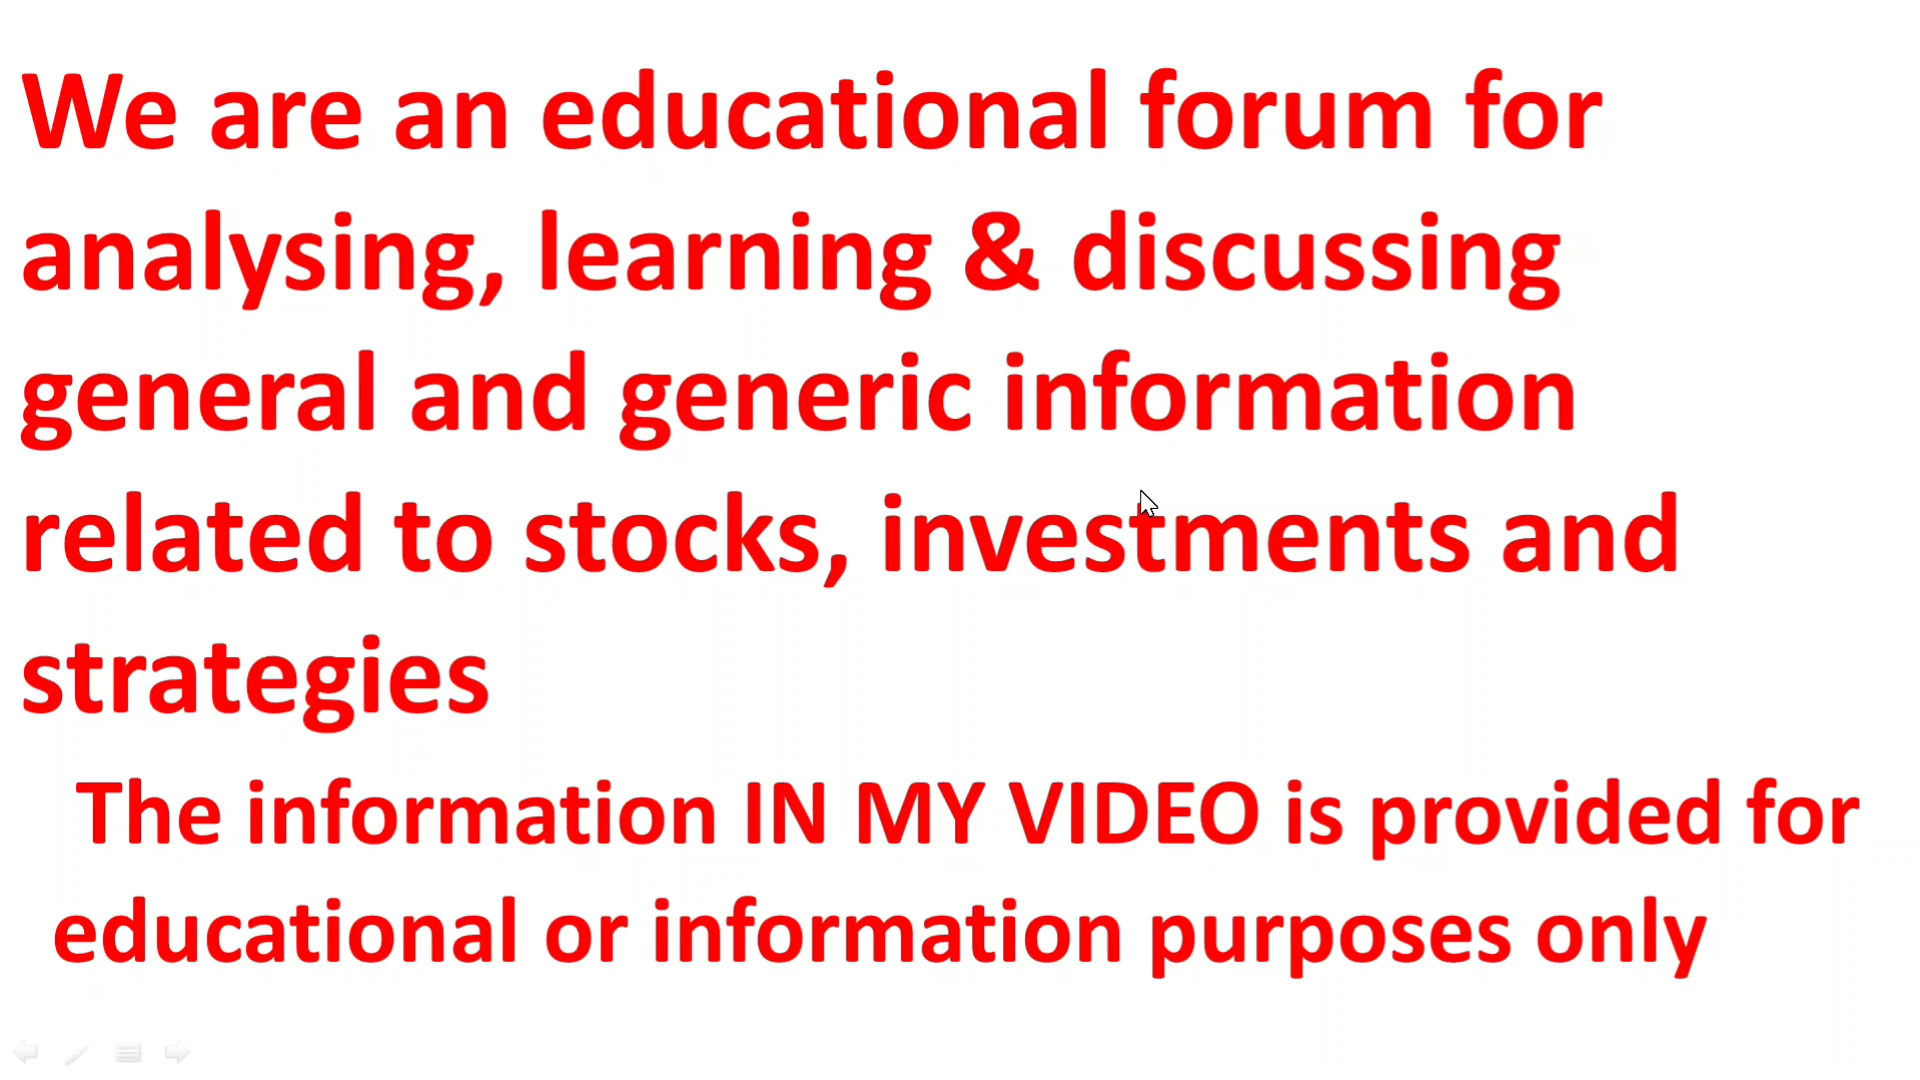 We are an educational forum for
analysing, learning & discussing
general and generic information
related to stocks, investments and
strategies
The information IN MY VIDEO is provided for
educational or information purposes only